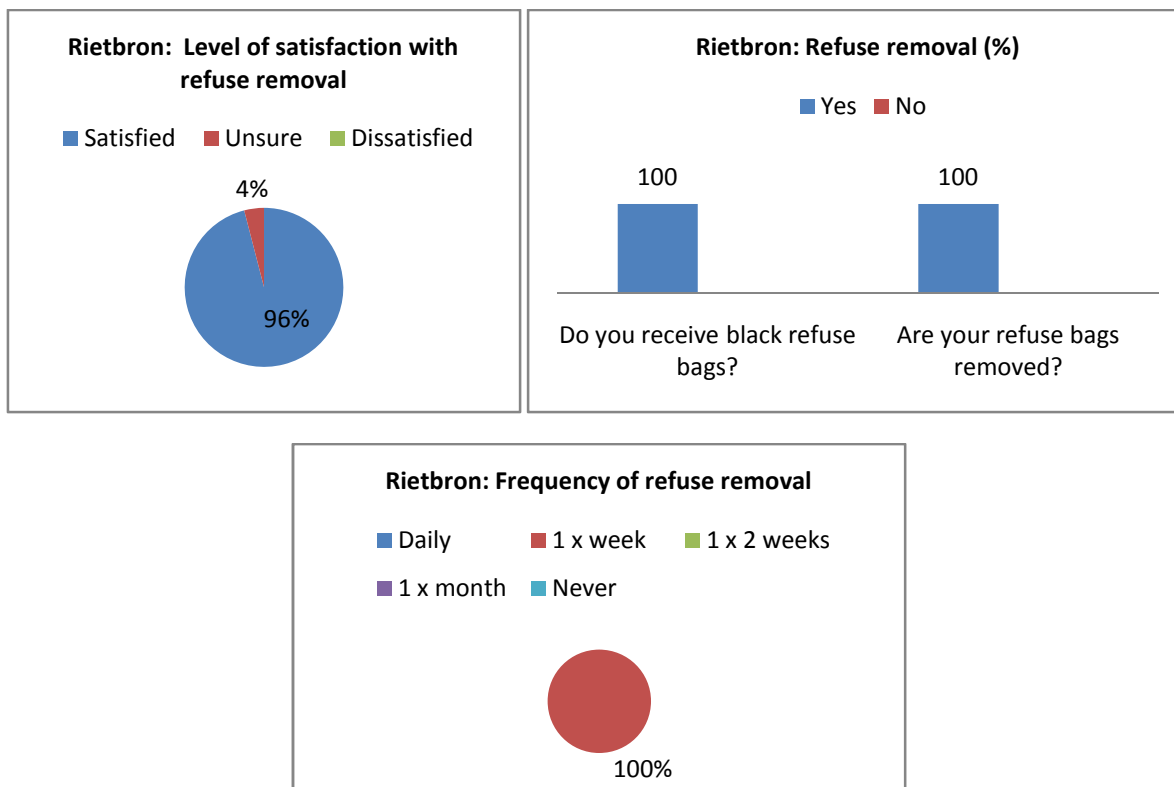 Rietbron: Level of satisfaction with
refuse removal
Satisfied Unsure Dissatisfied
4%
96%
Rietbron: Refuse removal (%)
Yes No
100 100
Do you receive black refuse
bags?
Are your refuse bags
removed?
Rietbron: Frequency of refuse removal
Daily 1 x week 1 x 2 weeks
1 x month Never
100%